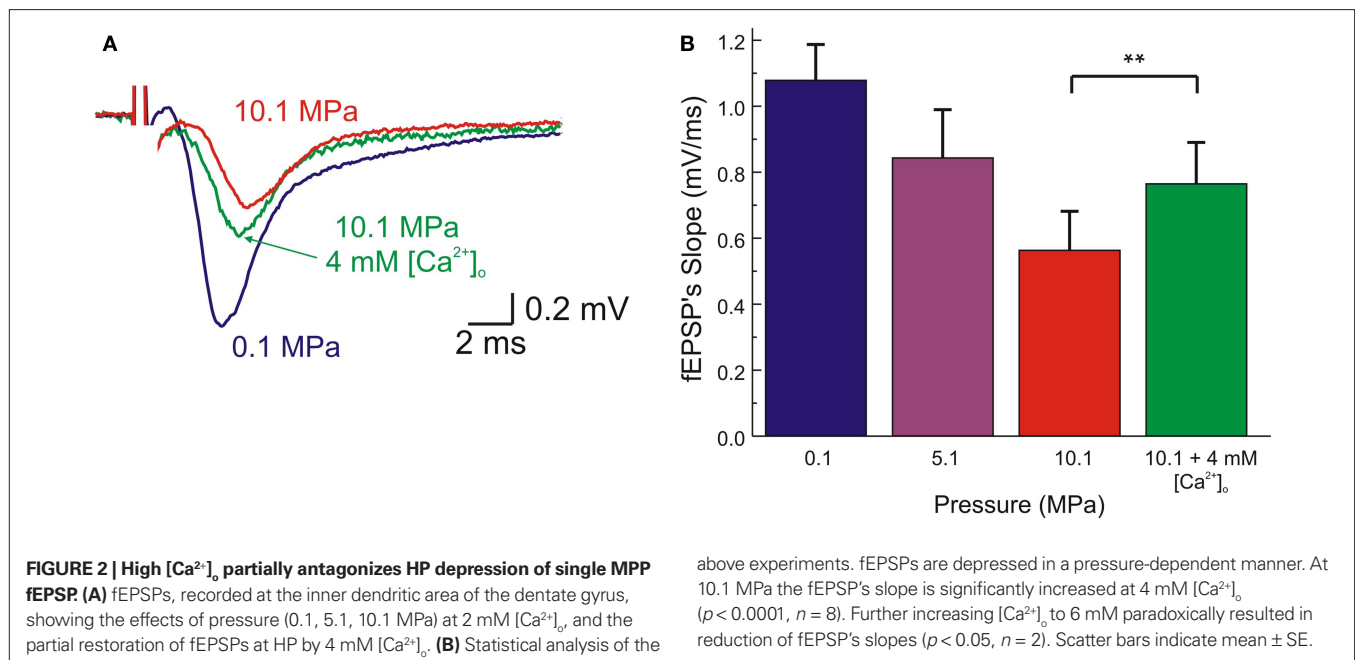 A
10.1 MPa
10.1 MPa
4 mM [Ca²⁺]ₒ
0.1 MPa
0.2 mV
2 ms
B
fEPSP's Slope (mV/ms)
1.2
1.0
0.8
0.6
0.4
0.2
0.0
**
0.1
5.1
10.1
10.1 + 4 mM
[Ca²⁺]ₒ
Pressure (MPa)
FIGURE 2 | High [Ca²⁺]ₒ partially antagonizes HP depression of single MPP
fEPSP. (A) fEPSPs, recorded at the inner dendritic area of the dentate gyrus,
showing the effects of pressure (0.1, 5.1, 10.1 MPa) at 2 mM [Ca²⁺]ₒ, and the
partial restoration of fEPSPs at HP by 4 mM [Ca²⁺]ₒ. (B) Statistical analysis of the
above experiments. fEPSPs are depressed in a pressure-dependent manner. At
10.1 MPa the fEPSP's slope is significantly increased at 4 mM [Ca²⁺]ₒ
(p < 0.0001, n = 8). Further increasing [Ca²⁺]ₒ to 6 mM paradoxically resulted in
reduction of fEPSP's slopes (p < 0.05, n = 2). Scatter bars indicate mean ± SE.